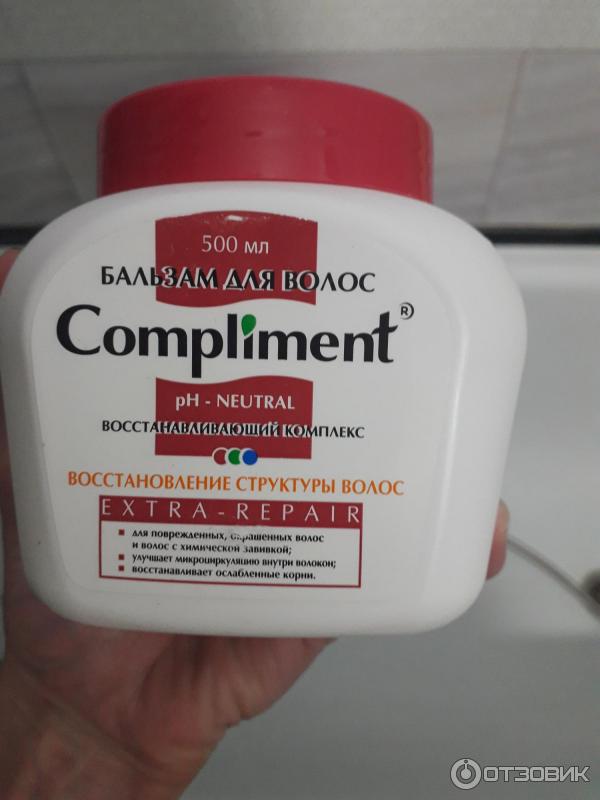 500 мл
БАЛЬЗАМ ДЛЯ ВОЛОС
Compliment®
pH - NEUTRAL
ВОССТАНАВЛИВАЮЩИЙ КОМПЛЕКС
ВОССТАНОВЛЕНИЕ СТРУКТУРЫ ВОЛОС
EXTRA-REPAIR
для поврежденных, окрашенных волос
и волос с химической завивкой;
улучшает микроциркуляцию внутри волокон;
восстанавливает ослабленные корни.
ОТЗОВИК